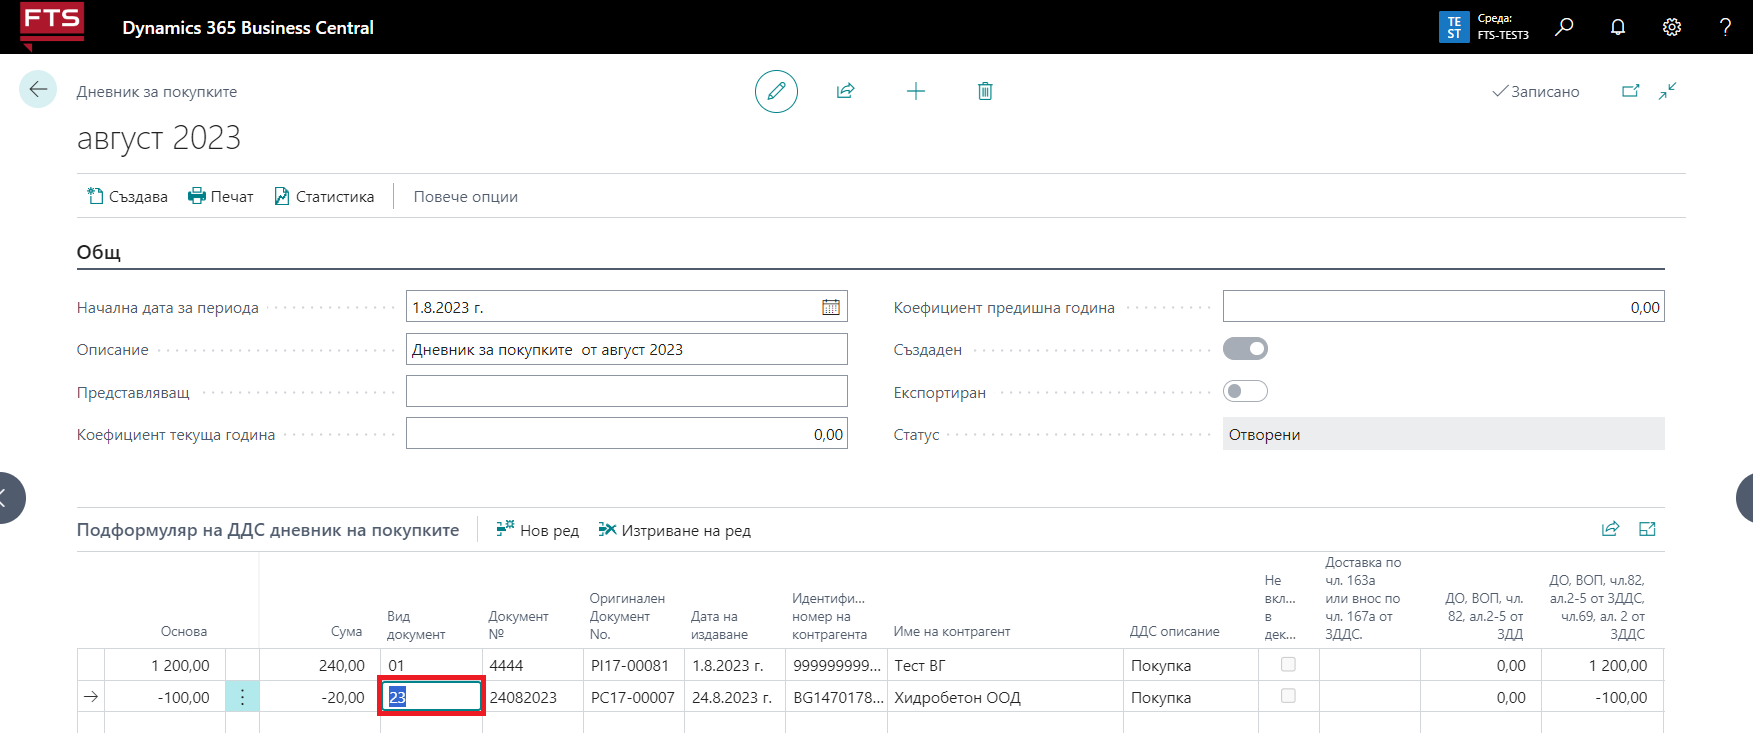 FTS
Dynamics 365 Business Central
TE
ST
Среда:
FTS-TEST3
?
Дневник за покупките
Записано
август 2023
Създава
Печат
Статистика
Повече опции
Общ
Начална дата за периода
1.8.2023 г.
Коефициент предишна година
0,00
Описание
Дневник за покупките от август 2023
Създаден
Представляващ
Експортиран
Коефициент текуща година
0,00
Статус
Отворени
Подформуляр на ДДС дневник на покупките
Нов ред
Изтриване на ред
Основа
Сума
Вид
документ
Документ
№
Оригинален
Документ
No.
Дата на
издаване
Идентифи...
номер на
контрагента
Име на контрагент
ДДС описание
Не
вкл...
в
дек...
Доставка по
чл. 163а
или внос по
чл. 167а от
ЗДДС.
ДО, ВОП, чл.
82, ал.2-5 от
ЗДД
ДО, ВОП, чл.82,
ал.2-5 от ЗДДС,
чл.69, ал. 2 от
ЗДДС
1 200,00 240,00 01 4444 PI17-00081 1.8.2023 г. 999999999... Тест ВГ Покупка 0,00 1 200,00
-100,00 -20,00 23 24082023 PC17-00007 24.8.2023 г. BG1470178... Хидробетон ООД Покупка 0,00 -100,00